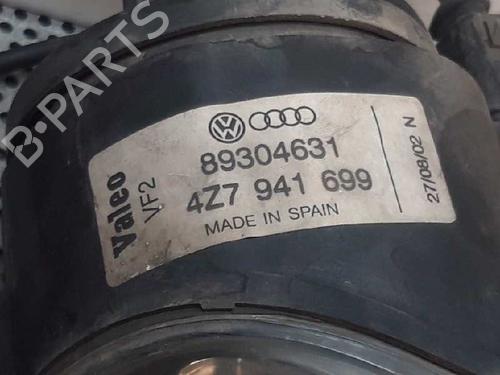 B-PARTS
Valeo
VF2
89304631
4Z7 941 699
MADE IN SPAIN
27/08/02 N